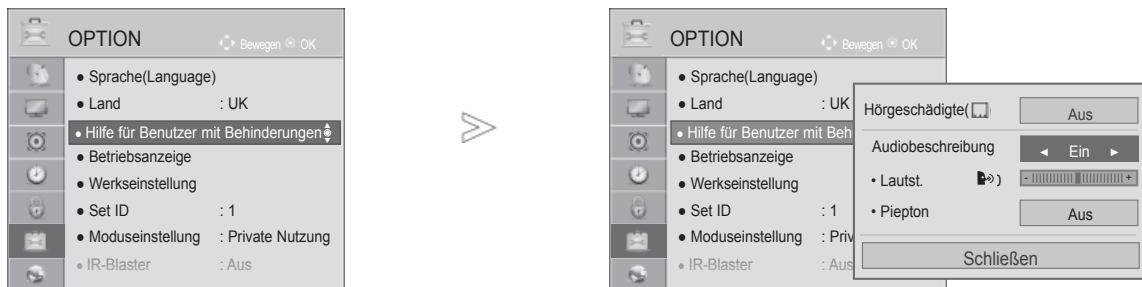 OPTION
Bewegen OK
● Sprache(Language)
● Land : UK
● Hilfe für Benutzer mit Behinderungen
● Betriebsanzeige
● Werkseinstellung
● Set ID : 1
● Moduseinstellung : Private Nutzung
● IR-Blaster : Aus
OPTION
Bewegen OK
● Sprache(Language)
● Land : UK
● Hilfe für Benutzer mit Beh
● Betriebsanzeige
● Werkseinstellung
● Set ID : 1
● Moduseinstellung : Priv
● IR-Blaster : Aus
Hörgeschädigte( ) Aus
Audiobeschreibung ◄ Ein ►
• Lautst. ) - +
• Piepton Aus
Schließen